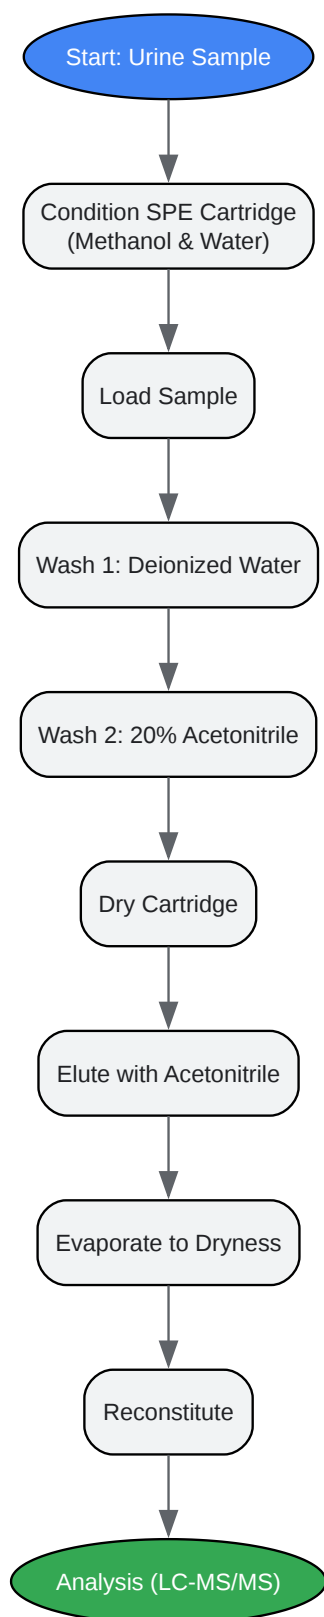 Start: Urine Sample
Condition SPE Cartridge
(Methanol & Water)
Load Sample
Wash 1: Deionized Water
Wash 2: 20% Acetonitrile
Dry Cartridge
Elute with Acetonitrile
Evaporate to Dryness
Reconstitute
Analysis (LC-MS/MS)